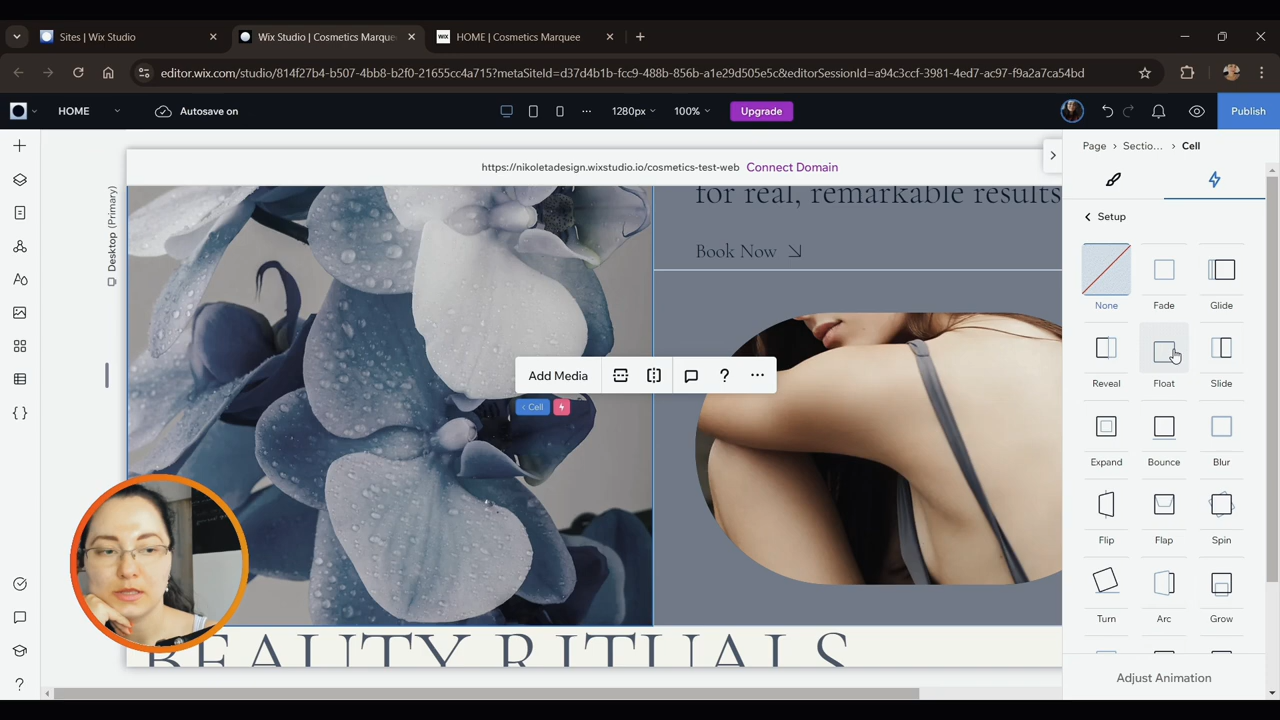 Sites | Wix Studio
Wix Studio | Cosmetics Marque
WIX
HOME | Cosmetics Marquee
editor.wix.com/studio/814f27b4-b507-4bb8-b2f0-21655cc4a715?metaSiteId=d37d4b1b-fcc9-488b-856b-a1e29d505e5c&editorSessionId=a94c3ccf-3981-4ed7-ac97-f9a2a7ca54bd
HOME
Autosave on
1280px
100%
Upgrade
Publish
https://nikoletadesign.wixstudio.io/cosmetics-test-web
Connect Domain
Page > Sectio... > Cell
Desktop (Primary)
for real, remarkable results
Setup
Book Now
None
Fade
Glide
Reveal
Float
Slide
Add Media
?
...
< Cell
Expand
Bounce
Blur
Flip
Flap
Spin
Turn
Arc
Grow
BEAUTY RITUALS
Adjust Animation